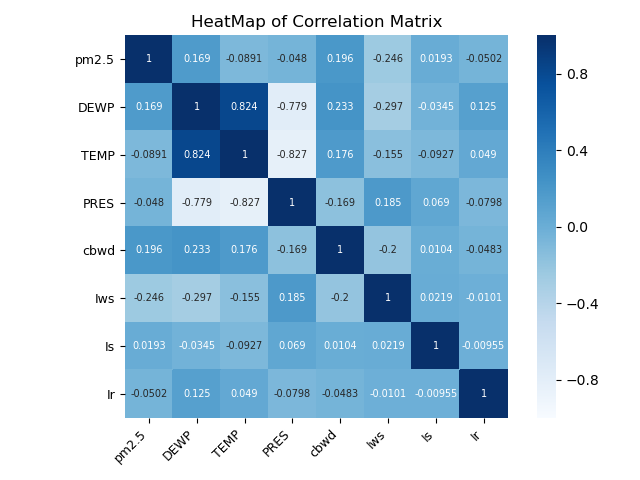 HeatMap of Correlation Matrix
pm2.5 1 0.169 -0.0891 -0.048 0.196 -0.246 0.0193 -0.0502
DEWP 0.169 1 0.824 -0.779 0.233 -0.297 -0.0345 0.125
TEMP -0.0891 0.824 1 -0.827 0.176 -0.155 -0.0927 0.049
PRES -0.048 -0.779 -0.827 1 -0.169 0.185 0.069 -0.0798
cbwd 0.196 0.233 0.176 -0.169 1 -0.2 0.0104 -0.0483
Iws -0.246 -0.297 -0.155 0.185 -0.2 1 0.0219 -0.0101
Is 0.0193 -0.0345 -0.0927 0.069 0.0104 0.0219 1 -0.00955
Ir -0.0502 0.125 0.049 -0.0798 -0.0483 -0.0101 -0.00955 1
pm2.5 DEWP TEMP PRES cbwd Iws Is Ir
0.8
0.4
0.0
−0.4
−0.8